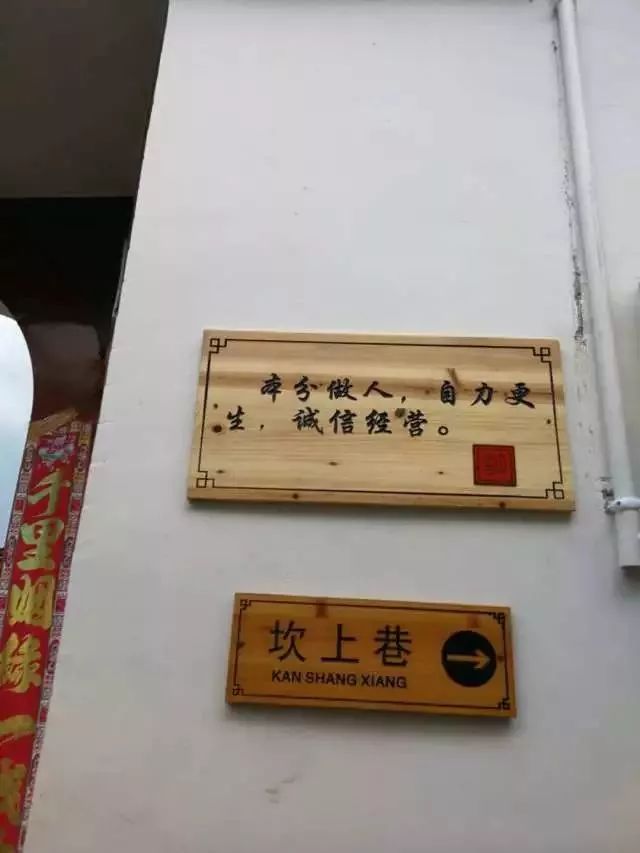 本分做人，自力更
生，诚信经营。
坎上巷
KAN SHANG XIANG
千里姻缘一